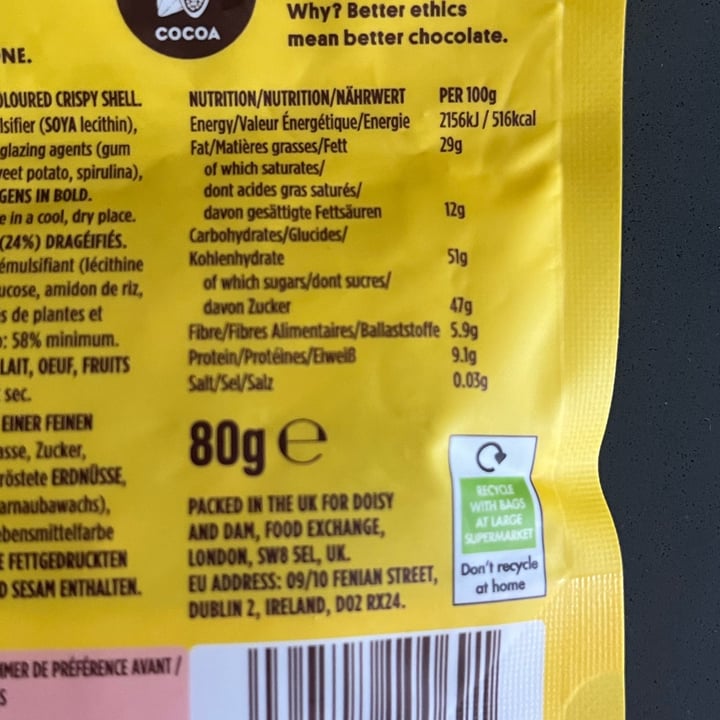 COCOA
Why? Better ethics
mean better chocolate.
NE.
OLOURED CRISPY SHELL.
lsifier (SOYA lecithin),
glazing agents (gum
eet potato, spirulina),
GENS IN BOLD.
e in a cool, dry place.
(24%) DRAGÉIFIÉS.
émulsifiant (lécithine
ucose, amidon de riz,
s de plantes et
: 58% minimum.
LAIT, OEUF, FRUITS
sec.
EINER FEINEN
asse, Zucker,
röstete ERDNÜSSE,
arnaubawachs),
ebensmittelfarbe
E FETTGEDRUCKTEN
D SESAM ENTHALTEN.
NUTRITION/NUTRITION/NÄHRWERT PER 100g
Energy/Valeur Énergétique/Energie 2156kJ / 516kcal
Fat/Matières grasses/Fett 29g
of which saturates/
dont acides gras saturés/
davon gesättigte Fettsäuren 12g
Carbohydrates/Glucides/
Kohlenhydrate 51g
of which sugars/dont sucres/
davon Zucker 47g
Fibre/Fibres Alimentaires/Ballaststoffe 5.9g
Protein/Protéines/Eiweiß 9.1g
Salt/Sel/Salz 0.03g
80g e
PACKED IN THE UK FOR DOISY
AND DAM, FOOD EXCHANGE,
LONDON, SW8 5EL, UK.
EU ADDRESS: 09/10 FENIAN STREET,
DUBLIN 2, IRELAND, D02 RX24.
RECYCLE
WITH BAGS
AT LARGE
SUPERMARKET
Don't recycle
at home
MER DE PRÉFÉRENCE AVANT /
S